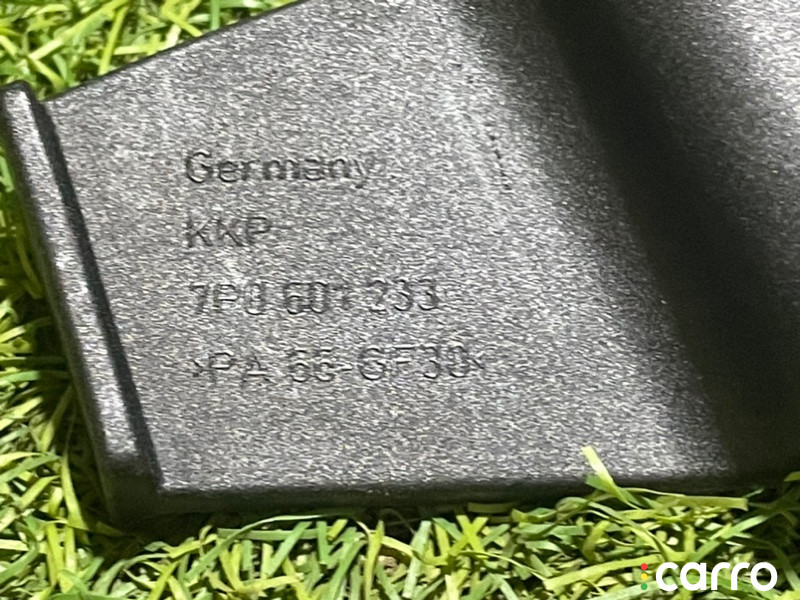 Germany
KKP
7P0 601 233
>PA 66-GF30<
carro